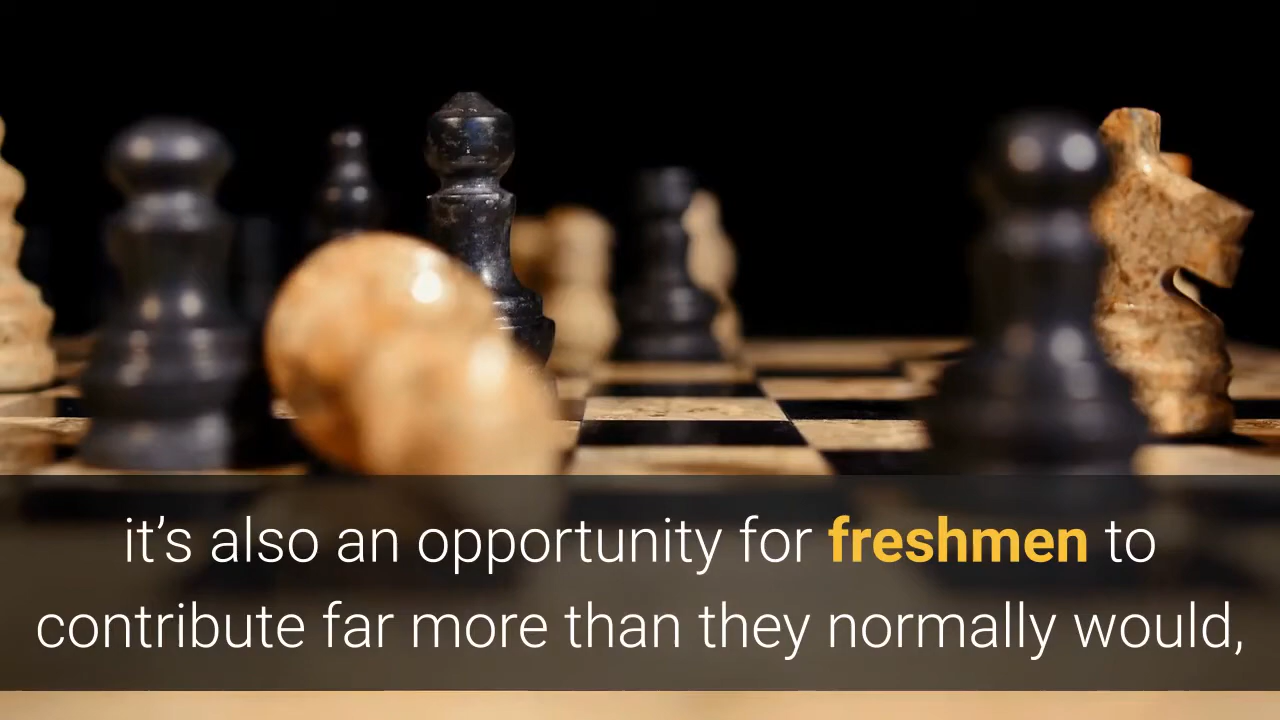 it’s also an opportunity for freshmen to
contribute far more than they normally would,